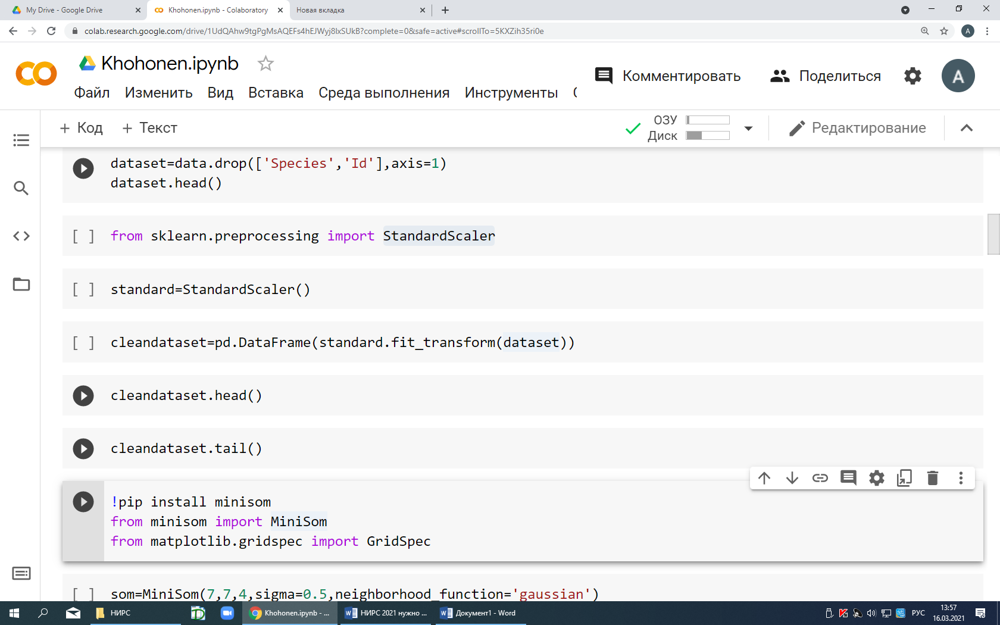 My Drive - Google Drive
Khohonen.ipynb - Colaboratory
Новая вкладка
colab.research.google.com/drive/1UdQAhw9tgPgMsAQEFs4hEJWyj8lxSUkB?complete=0&safe=active#scrollTo=5KXZih35ri0e
A
Khohonen.ipynb
Комментировать
Поделиться
A
Файл Изменить Вид Вставка Среда выполнения Инструменты
+ Код + Текст
ОЗУ
Диск
Редактирование
dataset=data.drop(['Species','Id'],axis=1)
dataset.head()
[ ] from sklearn.preprocessing import StandardScaler
[ ] standard=StandardScaler()
[ ] cleandataset=pd.DataFrame(standard.fit_transform(dataset))
cleandataset.head()
cleandataset.tail()
!pip install minisom
from minisom import MiniSom
from matplotlib.gridspec import GridSpec
[ ] som=MiniSom(7,7,4,sigma=0.5,neighborhood_function='gaussian')
НИРС
Khohonen.ipynb - ...
НИРС 2021 нужно ...
Документ1 - Word
РУС
13:57
16.03.2021